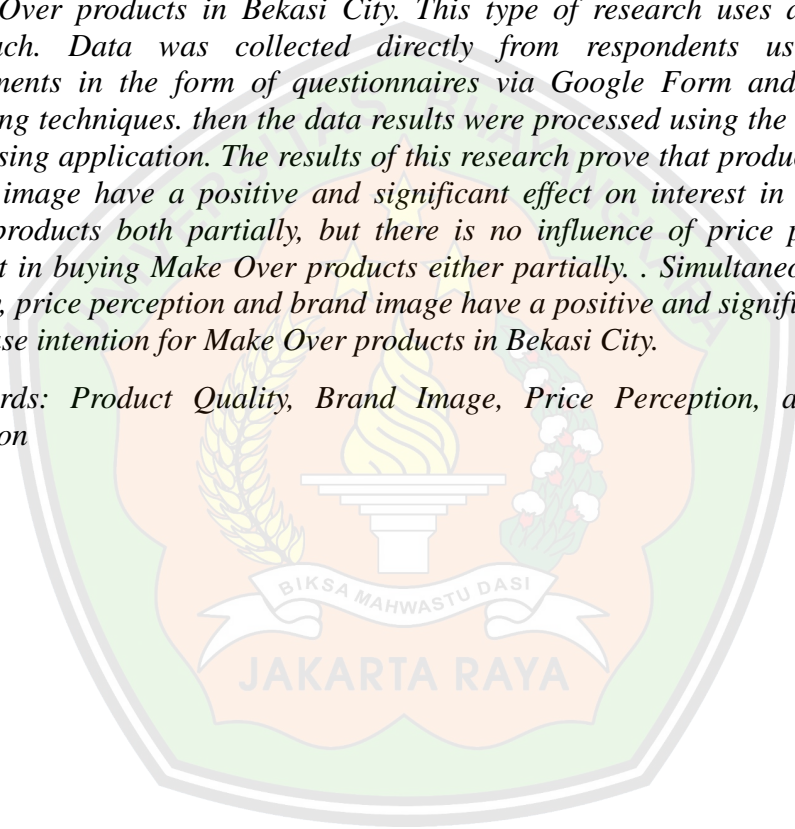 Over products in Bekasi City. This type of research uses a
ach. Data was collected directly from respondents us
ments in the form of questionnaires via Google Form and
ng techniques. then the data results were processed using the
sing application. The results of this research prove that produc
image have a positive and significant effect on interest in
products both partially, but there is no influence of price p
t in buying Make Over products either partially. . Simultaneo
, price perception and brand image have a positive and signifi
se intention for Make Over products in Bekasi City.
rds: Product Quality, Brand Image, Price Perception, a
on
UNIVERSITAS BHAYANGKARA
BIKSA MAHWASTU DASI
JAKARTA RAYA